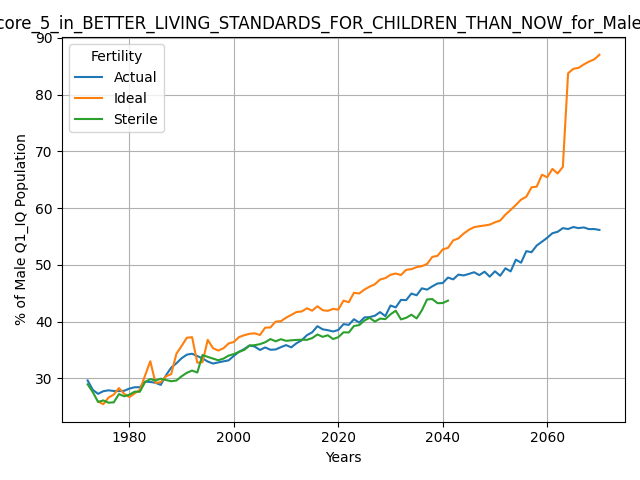 core_5_in_BETTER_LIVING_STANDARDS_FOR_CHILDREN_THAN_NOW_for_Male
Fertility
Actual
Ideal
Sterile
% of Male Q1_IQ Population
90
80
70
60
50
40
30
1980 2000 2020 2040 2060
Years